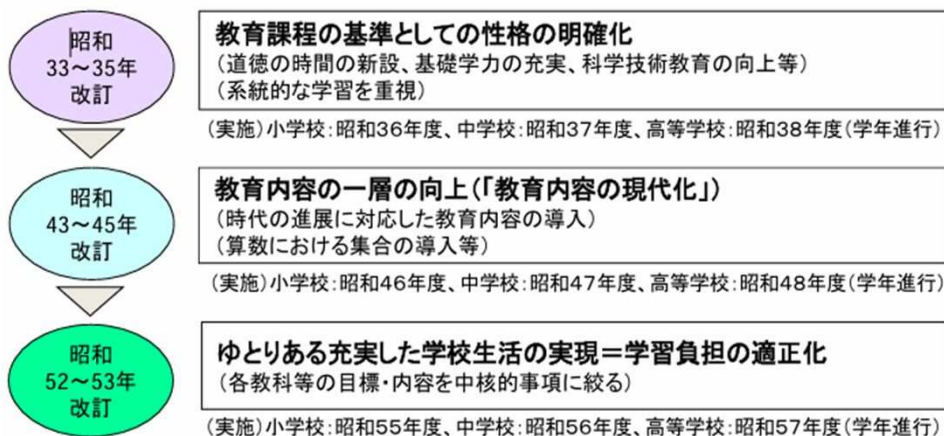 昭和
33～35年
改訂
教育課程の基準としての性格の明確化
（道徳の時間の新設、基礎学力の充実、科学技術教育の向上等）
（系統的な学習を重視）
（実施）小学校：昭和36年度、中学校：昭和37年度、高等学校：昭和38年度（学年進行）
昭和
43～45年
改訂
教育内容の一層の向上（「教育内容の現代化」）
（時代の進展に対応した教育内容の導入）
（算数における集合の導入等）
（実施）小学校：昭和46年度、中学校：昭和47年度、高等学校：昭和48年度（学年進行）
昭和
52～53年
改訂
ゆとりある充実した学校生活の実現＝学習負担の適正化
（各教科等の目標・内容を中核的事項に絞る）
（実施）小学校：昭和55年度、中学校：昭和56年度、高等学校：昭和57年度（学年進行）